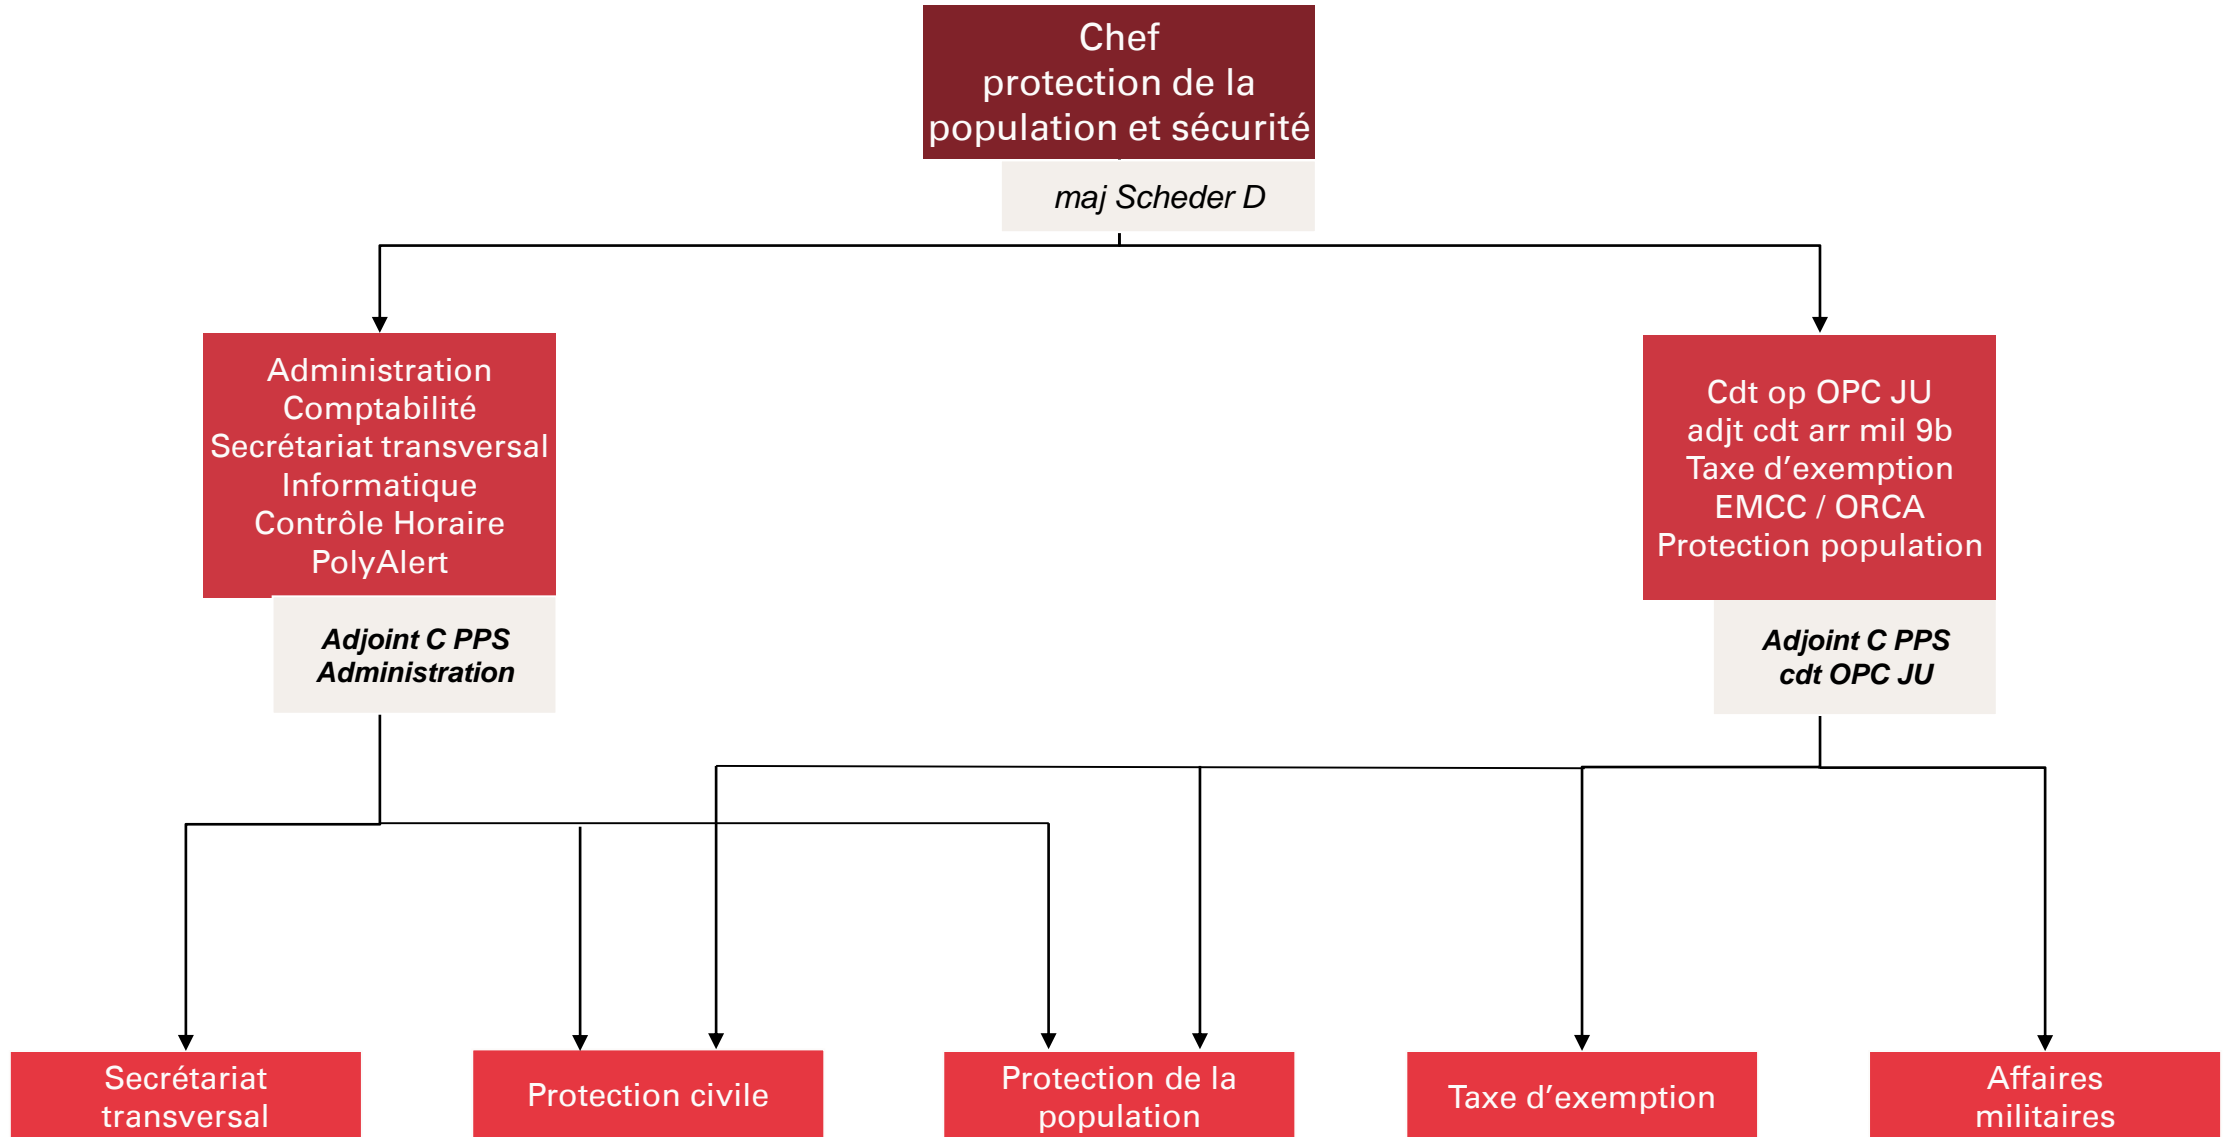 Chef
protection de la
population et sécurité
maj Scheder D
Administration
Comptabilité
Secrétariat transversal
Informatique
Contrôle Horaire
PolyAlert
Adjoint C PPS
Administration
Cdt op OPC JU
adjt cdt arr mil 9b
Taxe d’exemption
EMCC / ORCA
Protection population
Adjoint C PPS
cdt OPC JU
Secrétariat
transversal
Protection civile
Protection de la
population
Taxe d’exemption
Affaires
militaires